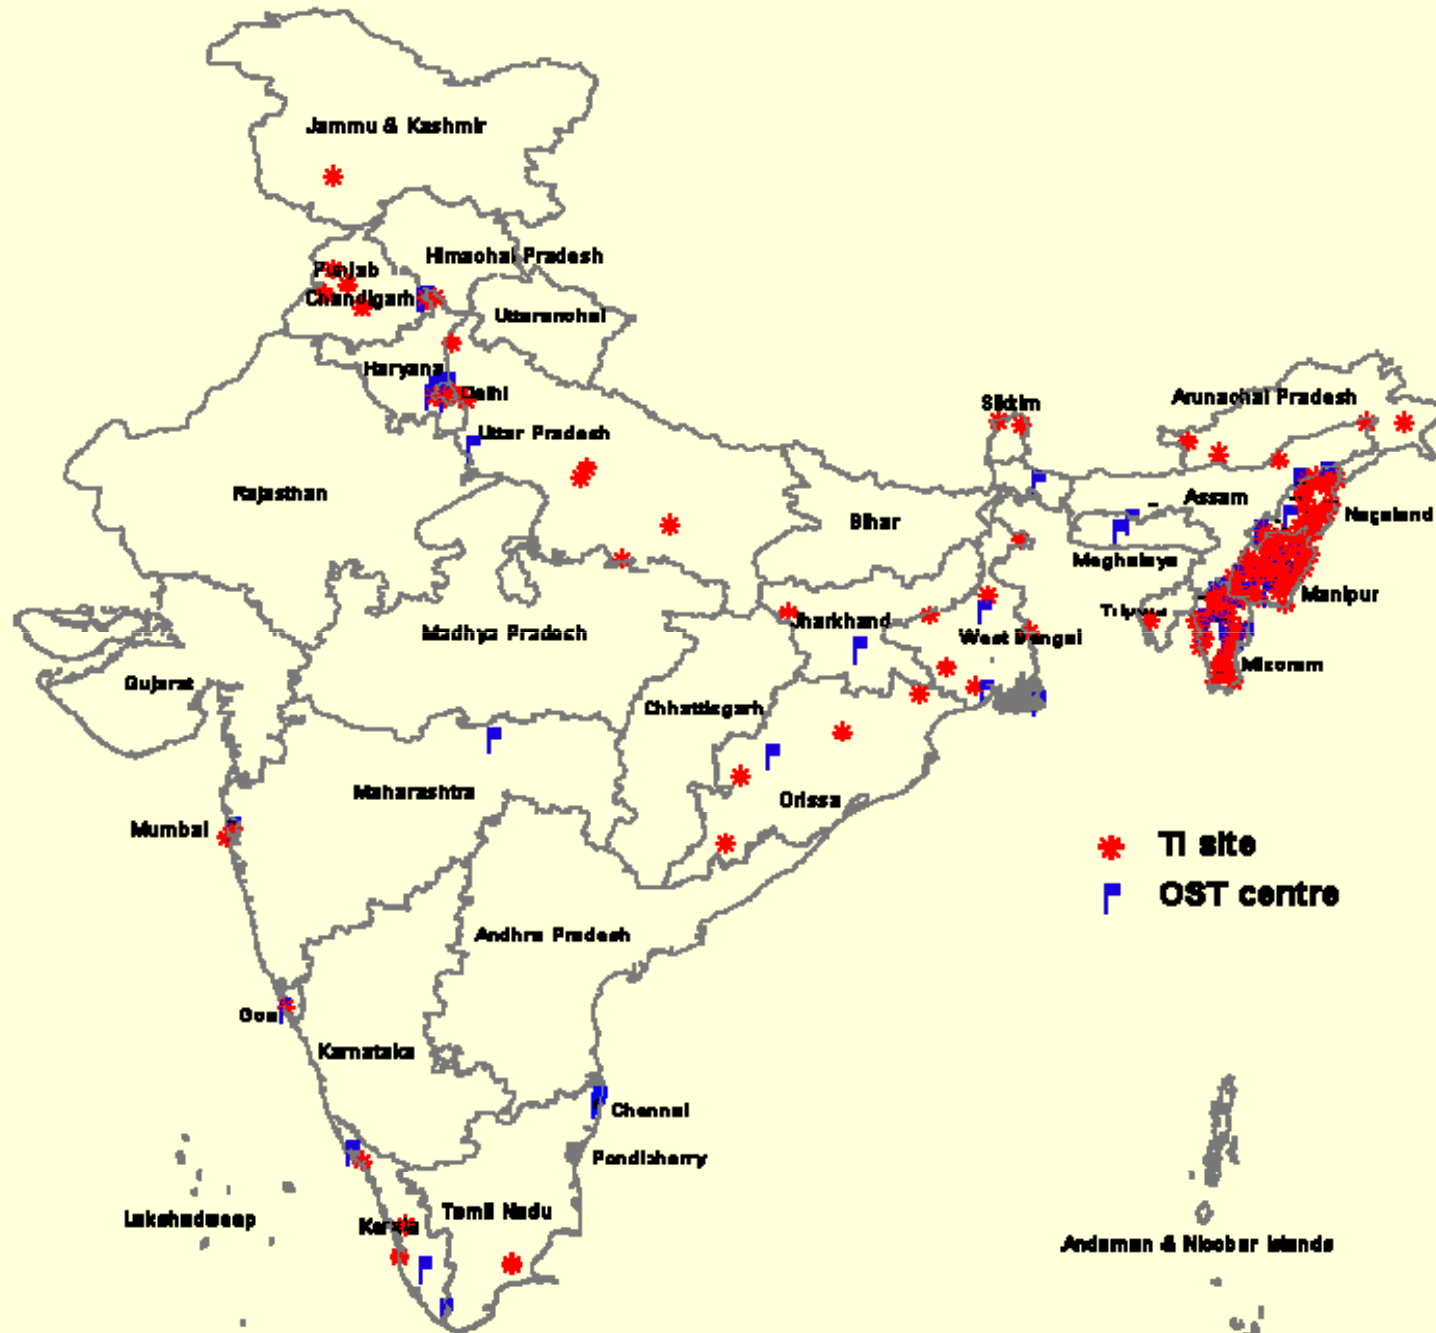 Jammu & Kashmir
Himachal Pradesh
Punjab
Chandigarh
Uttaranchal
Haryana
Delhi
Sikkim
Arunachal Pradesh
Uttar Pradesh
Rajasthan
Assam
Bihar
Nagaland
Meghalaya
Manipur
Tripura
Jharkhand
West Bengal
Madhya Pradesh
Mizoram
Gujarat
Chhattisgarh
Maharashtra
Orissa
Mumbai
TI site
OST centre
Andhra Pradesh
Goa
Karnataka
Chennai
Pondicherry
Tamil Nadu
Lakshadweep
Kerala
Andaman & Nicobar Islands